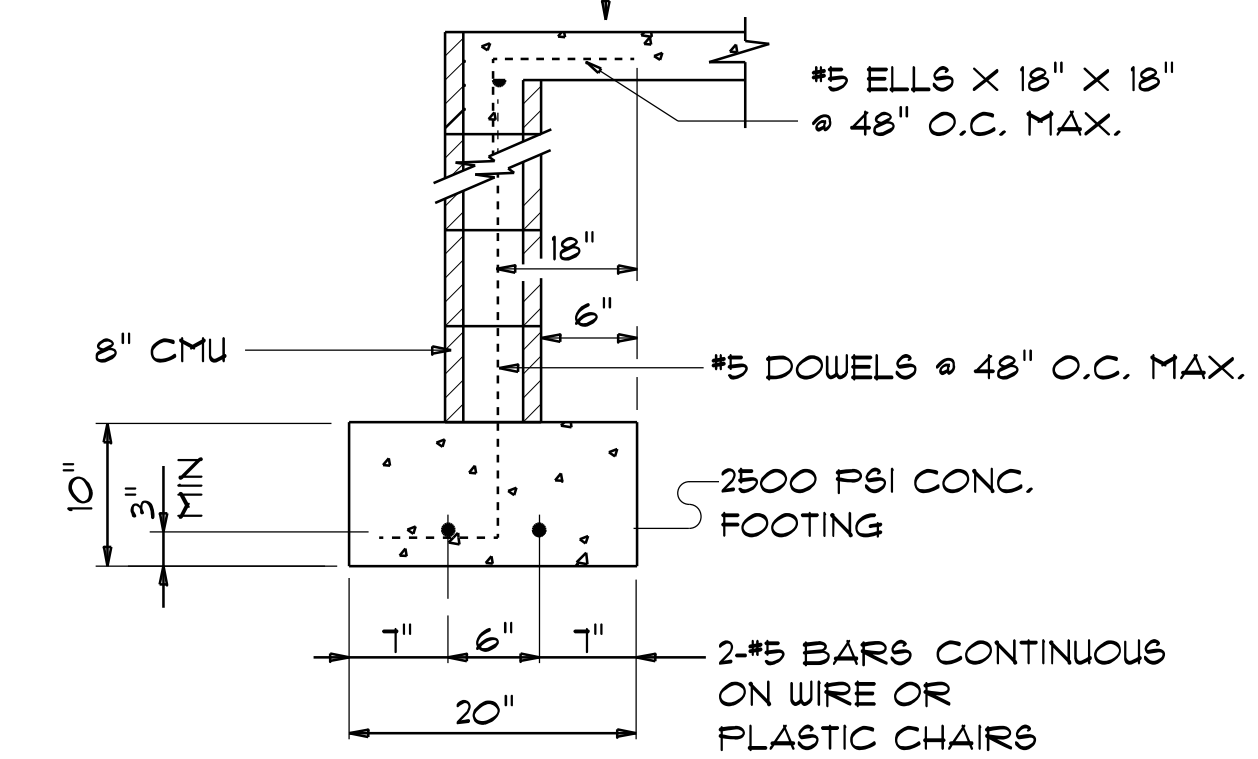 #5 ELLS X 18" X 18"
@ 48" O.C. MAX.
18"
6"
8" CMU
#5 DOWELS @ 48" O.C. MAX.
10"
3"
MIN
2500 PSI CONC.
FOOTING
7"
6"
7"
2-#5 BARS CONTINUOUS
ON WIRE OR
PLASTIC CHAIRS
20"